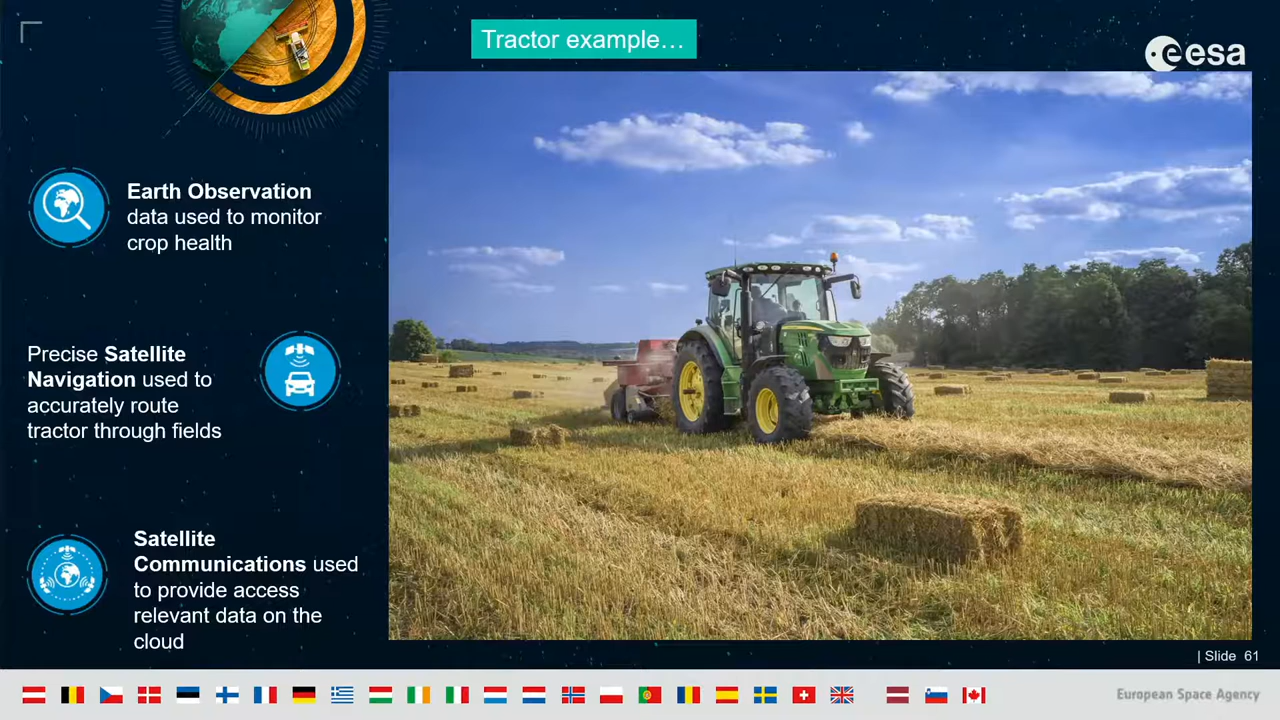 Tractor example…
esa
Earth Observation
data used to monitor
crop health
Precise Satellite
Navigation used to
accurately route
tractor through fields
Satellite
Communications used
to provide access
relevant data on the
cloud
| Slide 61
European Space Agency